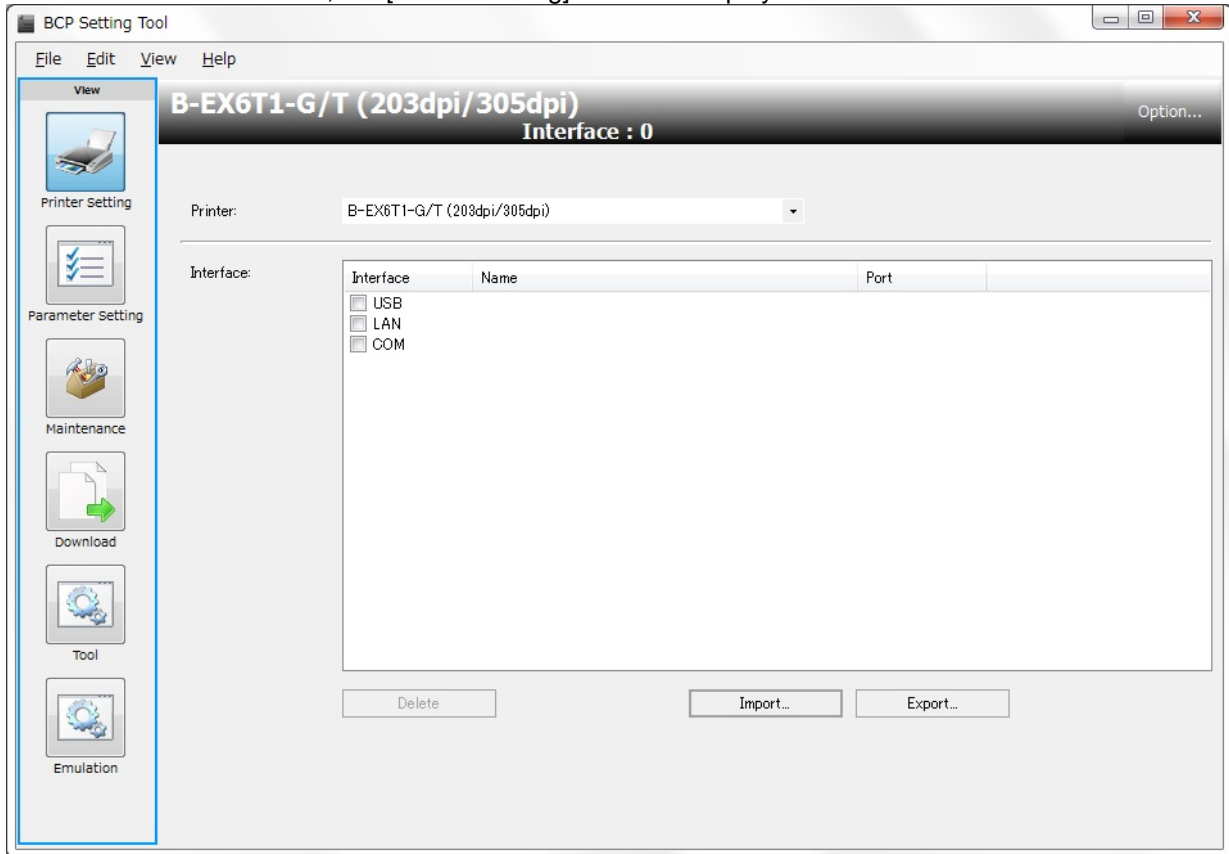 BCP Setting Tool
File Edit View Help
View
Printer Setting
Parameter Setting
Maintenance
Download
Tool
Emulation
B-EX6T1-G/T (203dpi/305dpi)
Interface : 0
Option...
Printer: B-EX6T1-G/T (203dpi/305dpi)
Interface:
Interface Name Port
USB
LAN
COM
Delete Import... Export...